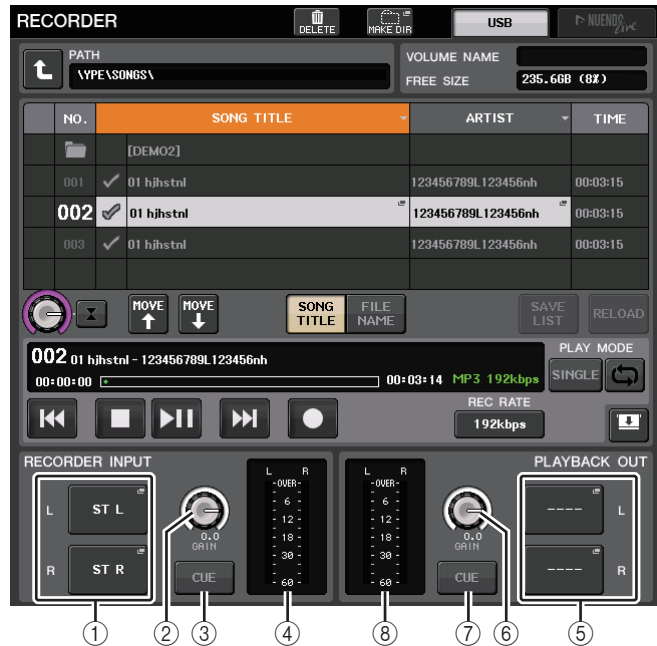 RECORDER
DELETE
MAKE DIR
USB
NUENDO Live
PATH
\YPE\SONGS\
VOLUME NAME
FREE SIZE
235.6GB (8%)
NO.
SONG TITLE
ARTIST
TIME
[DEMO2]
001 01 hjhstnl 123456789L123456nh 00:03:15
002 01 hjhstnl 123456789L123456nh 00:03:15
003 01 hjhstnl 123456789L123456nh 00:03:15
MOVE
MOVE
SONG TITLE
FILE NAME
SAVE LIST
RELOAD
002 01 hjhstnl - 123456789L123456nh
00:00:00
00:03:14 MP3 192kbps
PLAY MODE
SINGLE
REC RATE
192kbps
RECORDER INPUT
PLAYBACK OUT
L
ST L
R
ST R
0.0
GAIN
CUE
L R
-OVER-
6
12
18
30
60
L R
-OVER-
6
12
18
30
60
0.0
GAIN
CUE
----
L
----
R
① ② ③ ④ ⑧ ⑦ ⑥ ⑤